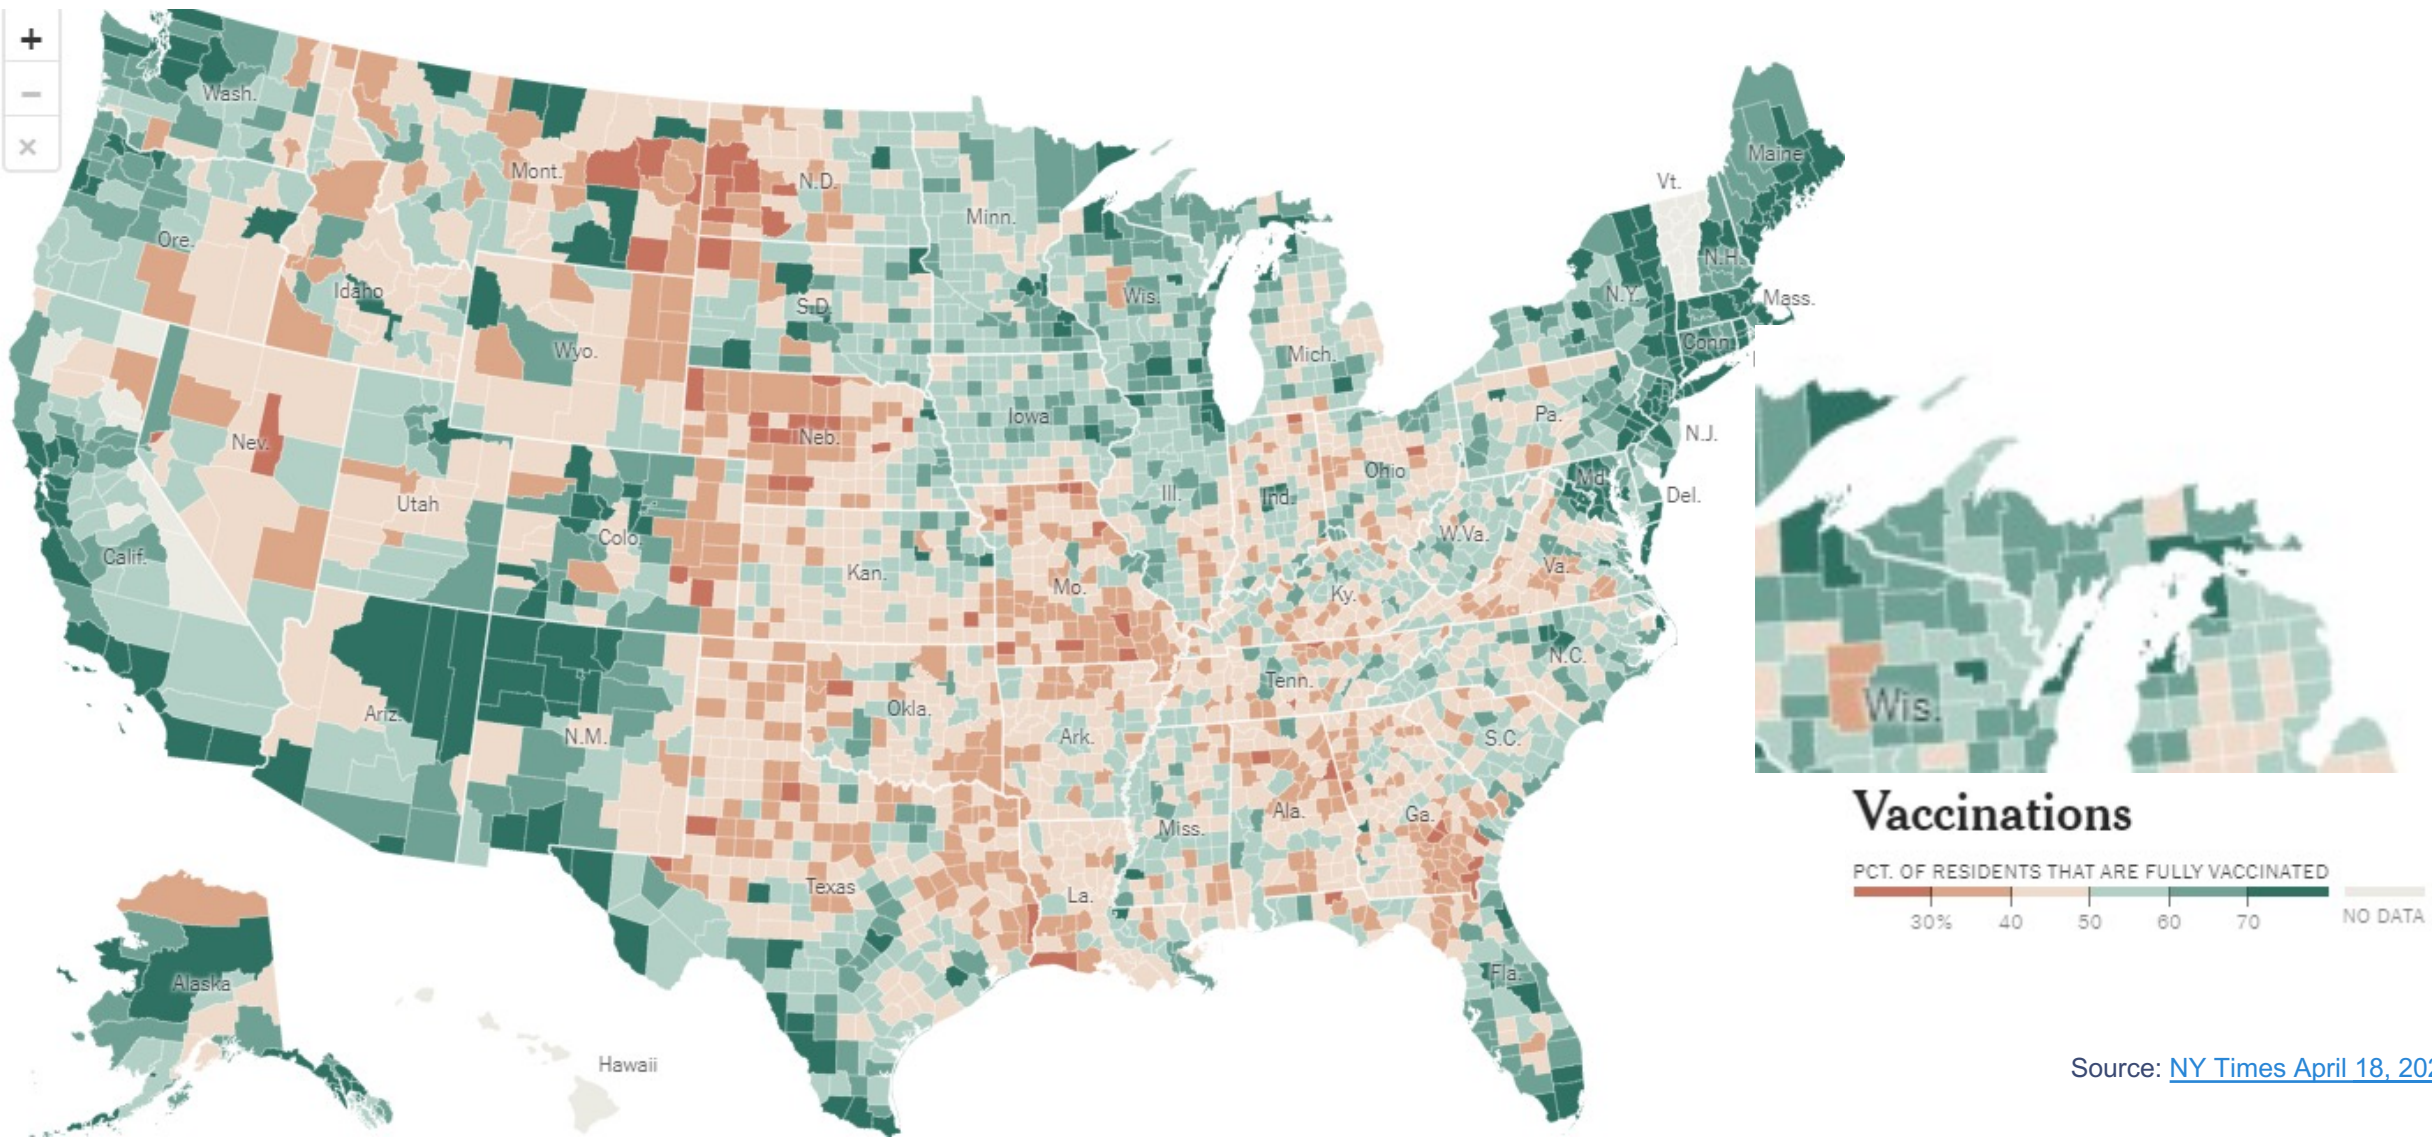 +
−
×
Wash.
Mont.
N.D.
Minn.
Vt.
Maine
Ore.
Idaho
S.D.
Wis.
N.Y.
N.H.
Mass.
Wyo.
Mich.
Conn.
Nev.
Utah
Neb.
Iowa
Pa.
N.J.
Calif.
Colo.
Kan.
Mo.
Ill.
Ind.
Ohio
W.Va.
Md.
Del.
Va.
Ky.
Ariz.
N.M.
Okla.
Ark.
Tenn.
N.C.
S.C.
Texas
La.
Miss.
Ala.
Ga.
Fla.
Alaska
Hawaii
Wis.
Vaccinations
PCT. OF RESIDENTS THAT ARE FULLY VACCINATED
30% 40 50 60 70 NO DATA
Source: NY Times April 18,